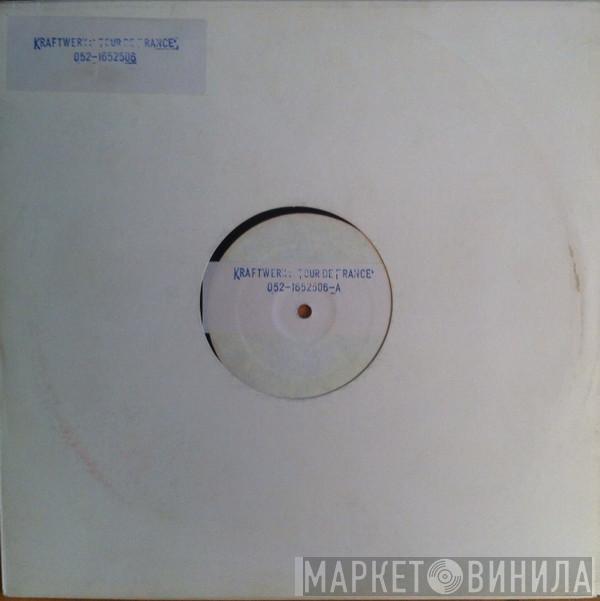 KRAFTWERK: "TOUR DE FRANCE"
052-1652506
KRAFTWERK: "TOUR DE FRANCE"
052-1652506-A
МАРКЕТ ВИНИЛА